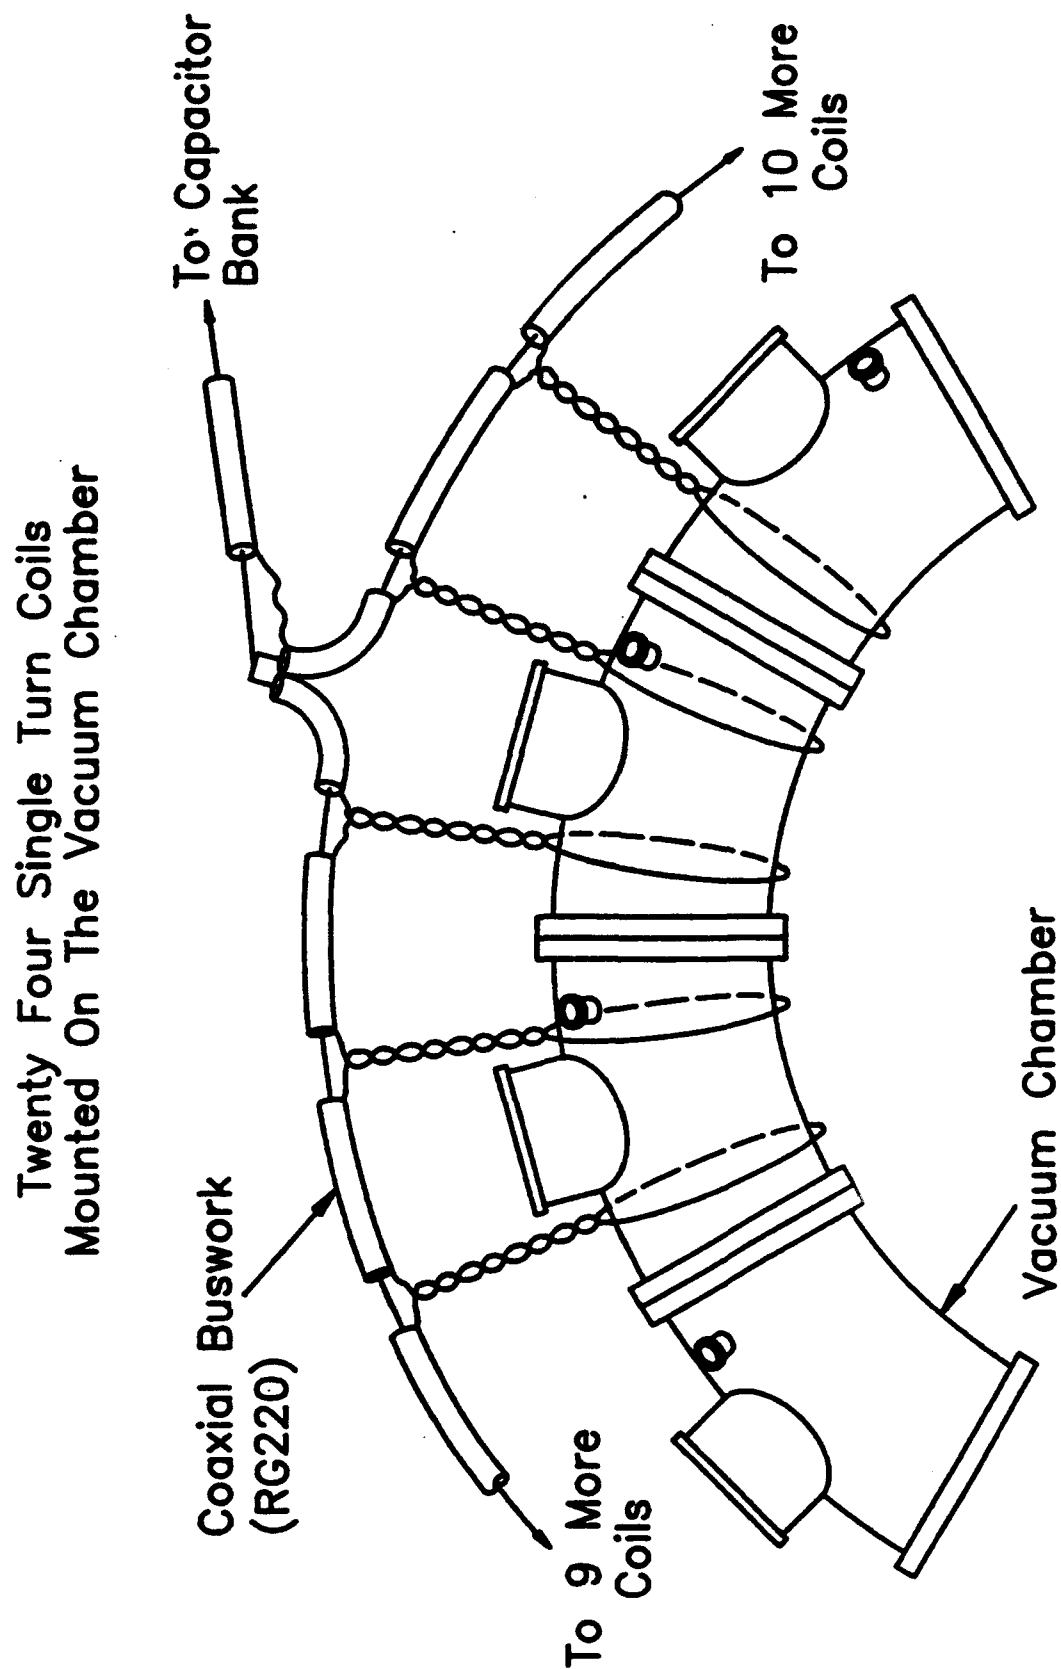 Twenty Four Single Turn Coils
Mounted On The Vacuum Chamber
To Capacitor
Bank
Coaxial Buswork
(RG220)
To 9 More
Coils
To 10 More
Coils
Vacuum Chamber